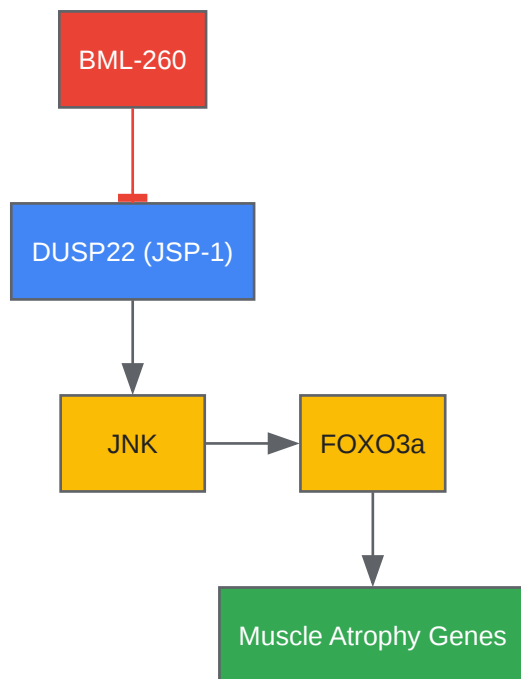 BML-260
DUSP22 (JSP-1)
JNK
FOXO3a
Muscle Atrophy Genes